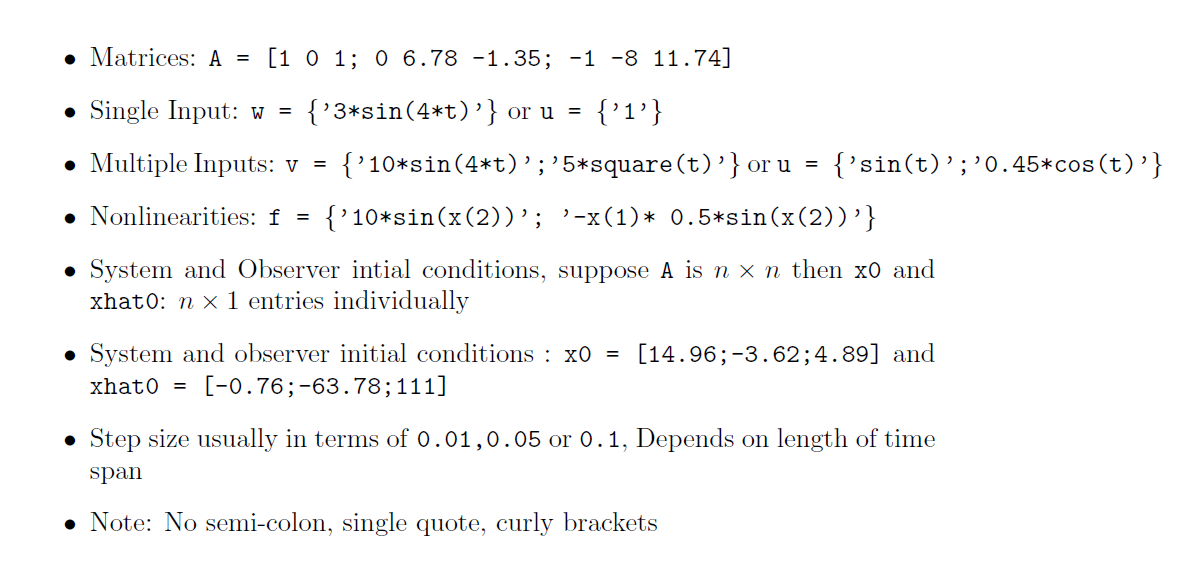 • Matrices: A = [1 0 1; 0 6.78 -1.35; -1 -8 11.74]
• Single Input: w = {’3*sin(4*t)’} or u = {’1’}
• Multiple Inputs: v = {’10*sin(4*t)’;’5*square(t)’} or u = {’sin(t)’;’0.45*cos(t)’}
• Nonlinearities: f = {’10*sin(x(2))’; ’-x(1)* 0.5*sin(x(2))’}
• System and Observer intial conditions, suppose A is n × n then x0 and
xhat0: n × 1 entries individually
• System and observer initial conditions : x0 = [14.96;-3.62;4.89] and
xhat0 = [-0.76;-63.78;111]
• Step size usually in terms of 0.01,0.05 or 0.1, Depends on length of time
span
• Note: No semi-colon, single quote, curly brackets